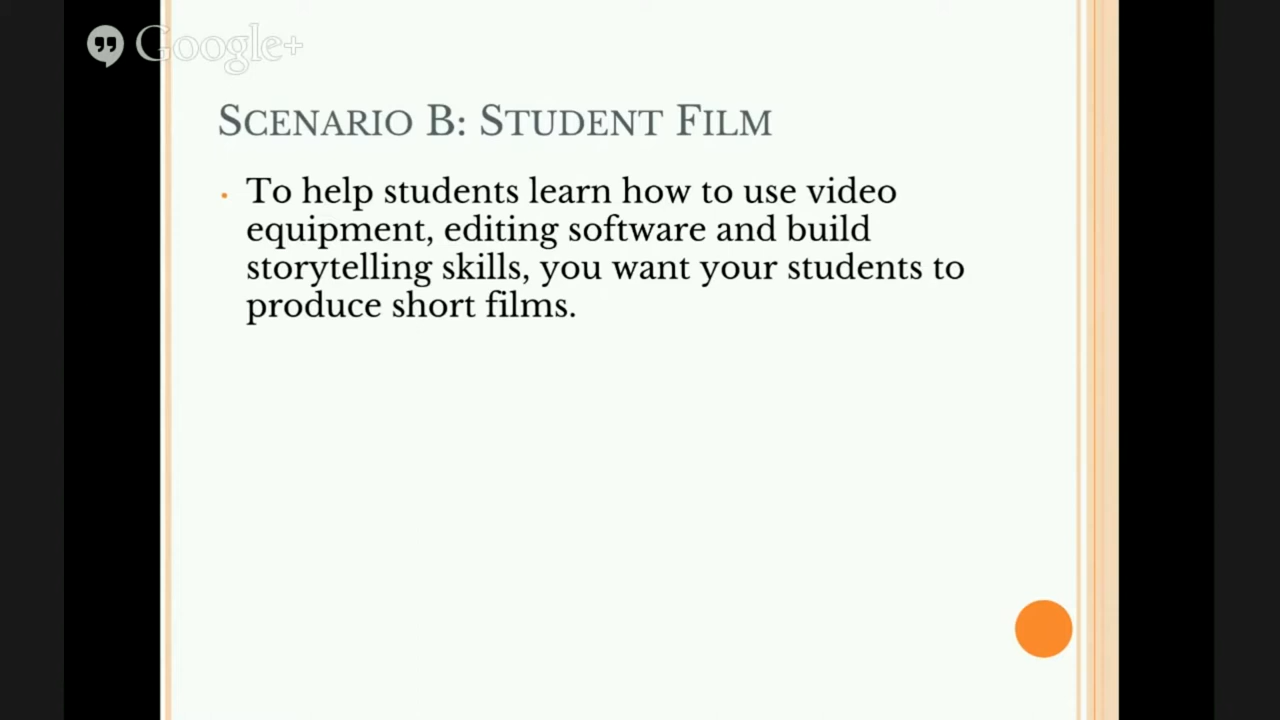 Google+
SCENARIO B: STUDENT FILM
To help students learn how to use video
equipment, editing software and build
storytelling skills, you want your students to
produce short films.